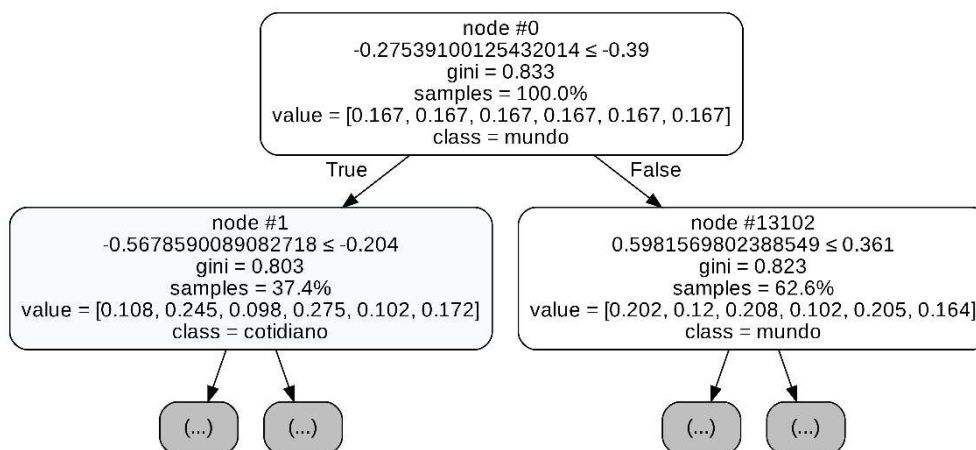 node #0
-0.27539100125432014 ≤ -0.39
gini = 0.833
samples = 100.0%
value = [0.167, 0.167, 0.167, 0.167, 0.167, 0.167]
class = mundo
True
False
node #1
-0.5678590089082718 ≤ -0.204
gini = 0.803
samples = 37.4%
value = [0.108, 0.245, 0.098, 0.275, 0.102, 0.172]
class = cotidiano
node #13102
0.5981569802388549 ≤ 0.361
gini = 0.823
samples = 62.6%
value = [0.202, 0.12, 0.208, 0.102, 0.205, 0.164]
class = mundo
(...)
(...)
(...)
(...)